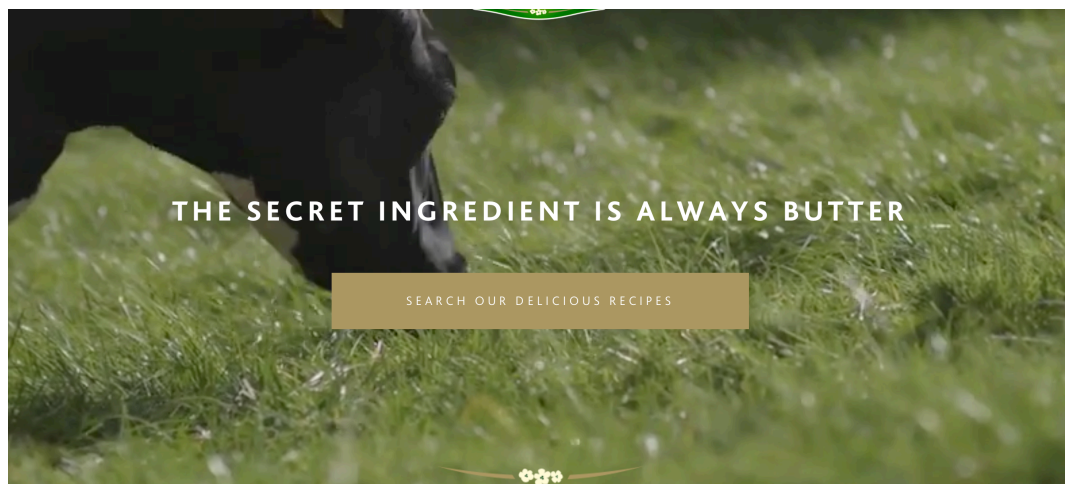 THE SECRET INGREDIENT IS ALWAYS BUTTER
SEARCH OUR DELICIOUS RECIPES